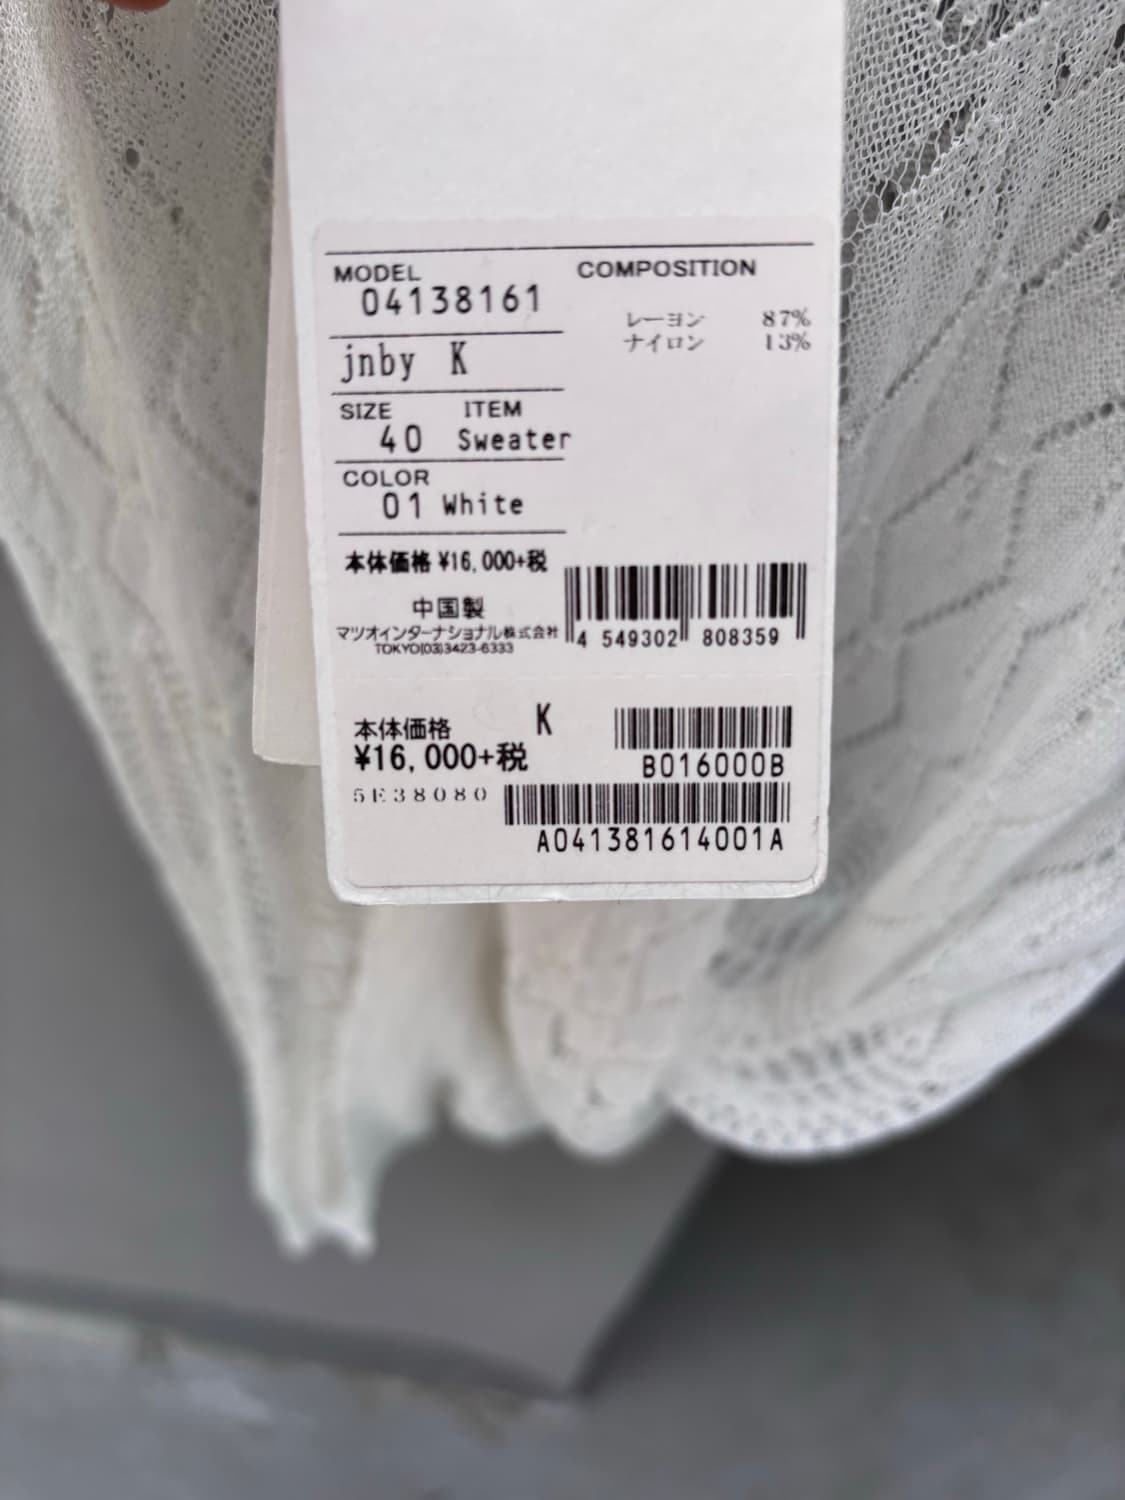 MODEL
04138161
jnby K
SIZE ITEM
40 Sweater
COLOR
01 White
COMPOSITION
レーヨン 87%
ナイロン 13%
本体価格 ¥16,000+税
中国製
マツオインターナショナル株式会社
TOKYO(03)3423-6333
4 549302 808359
本体価格 K
¥16,000+税
B016000B
5E38080
A041381614001A